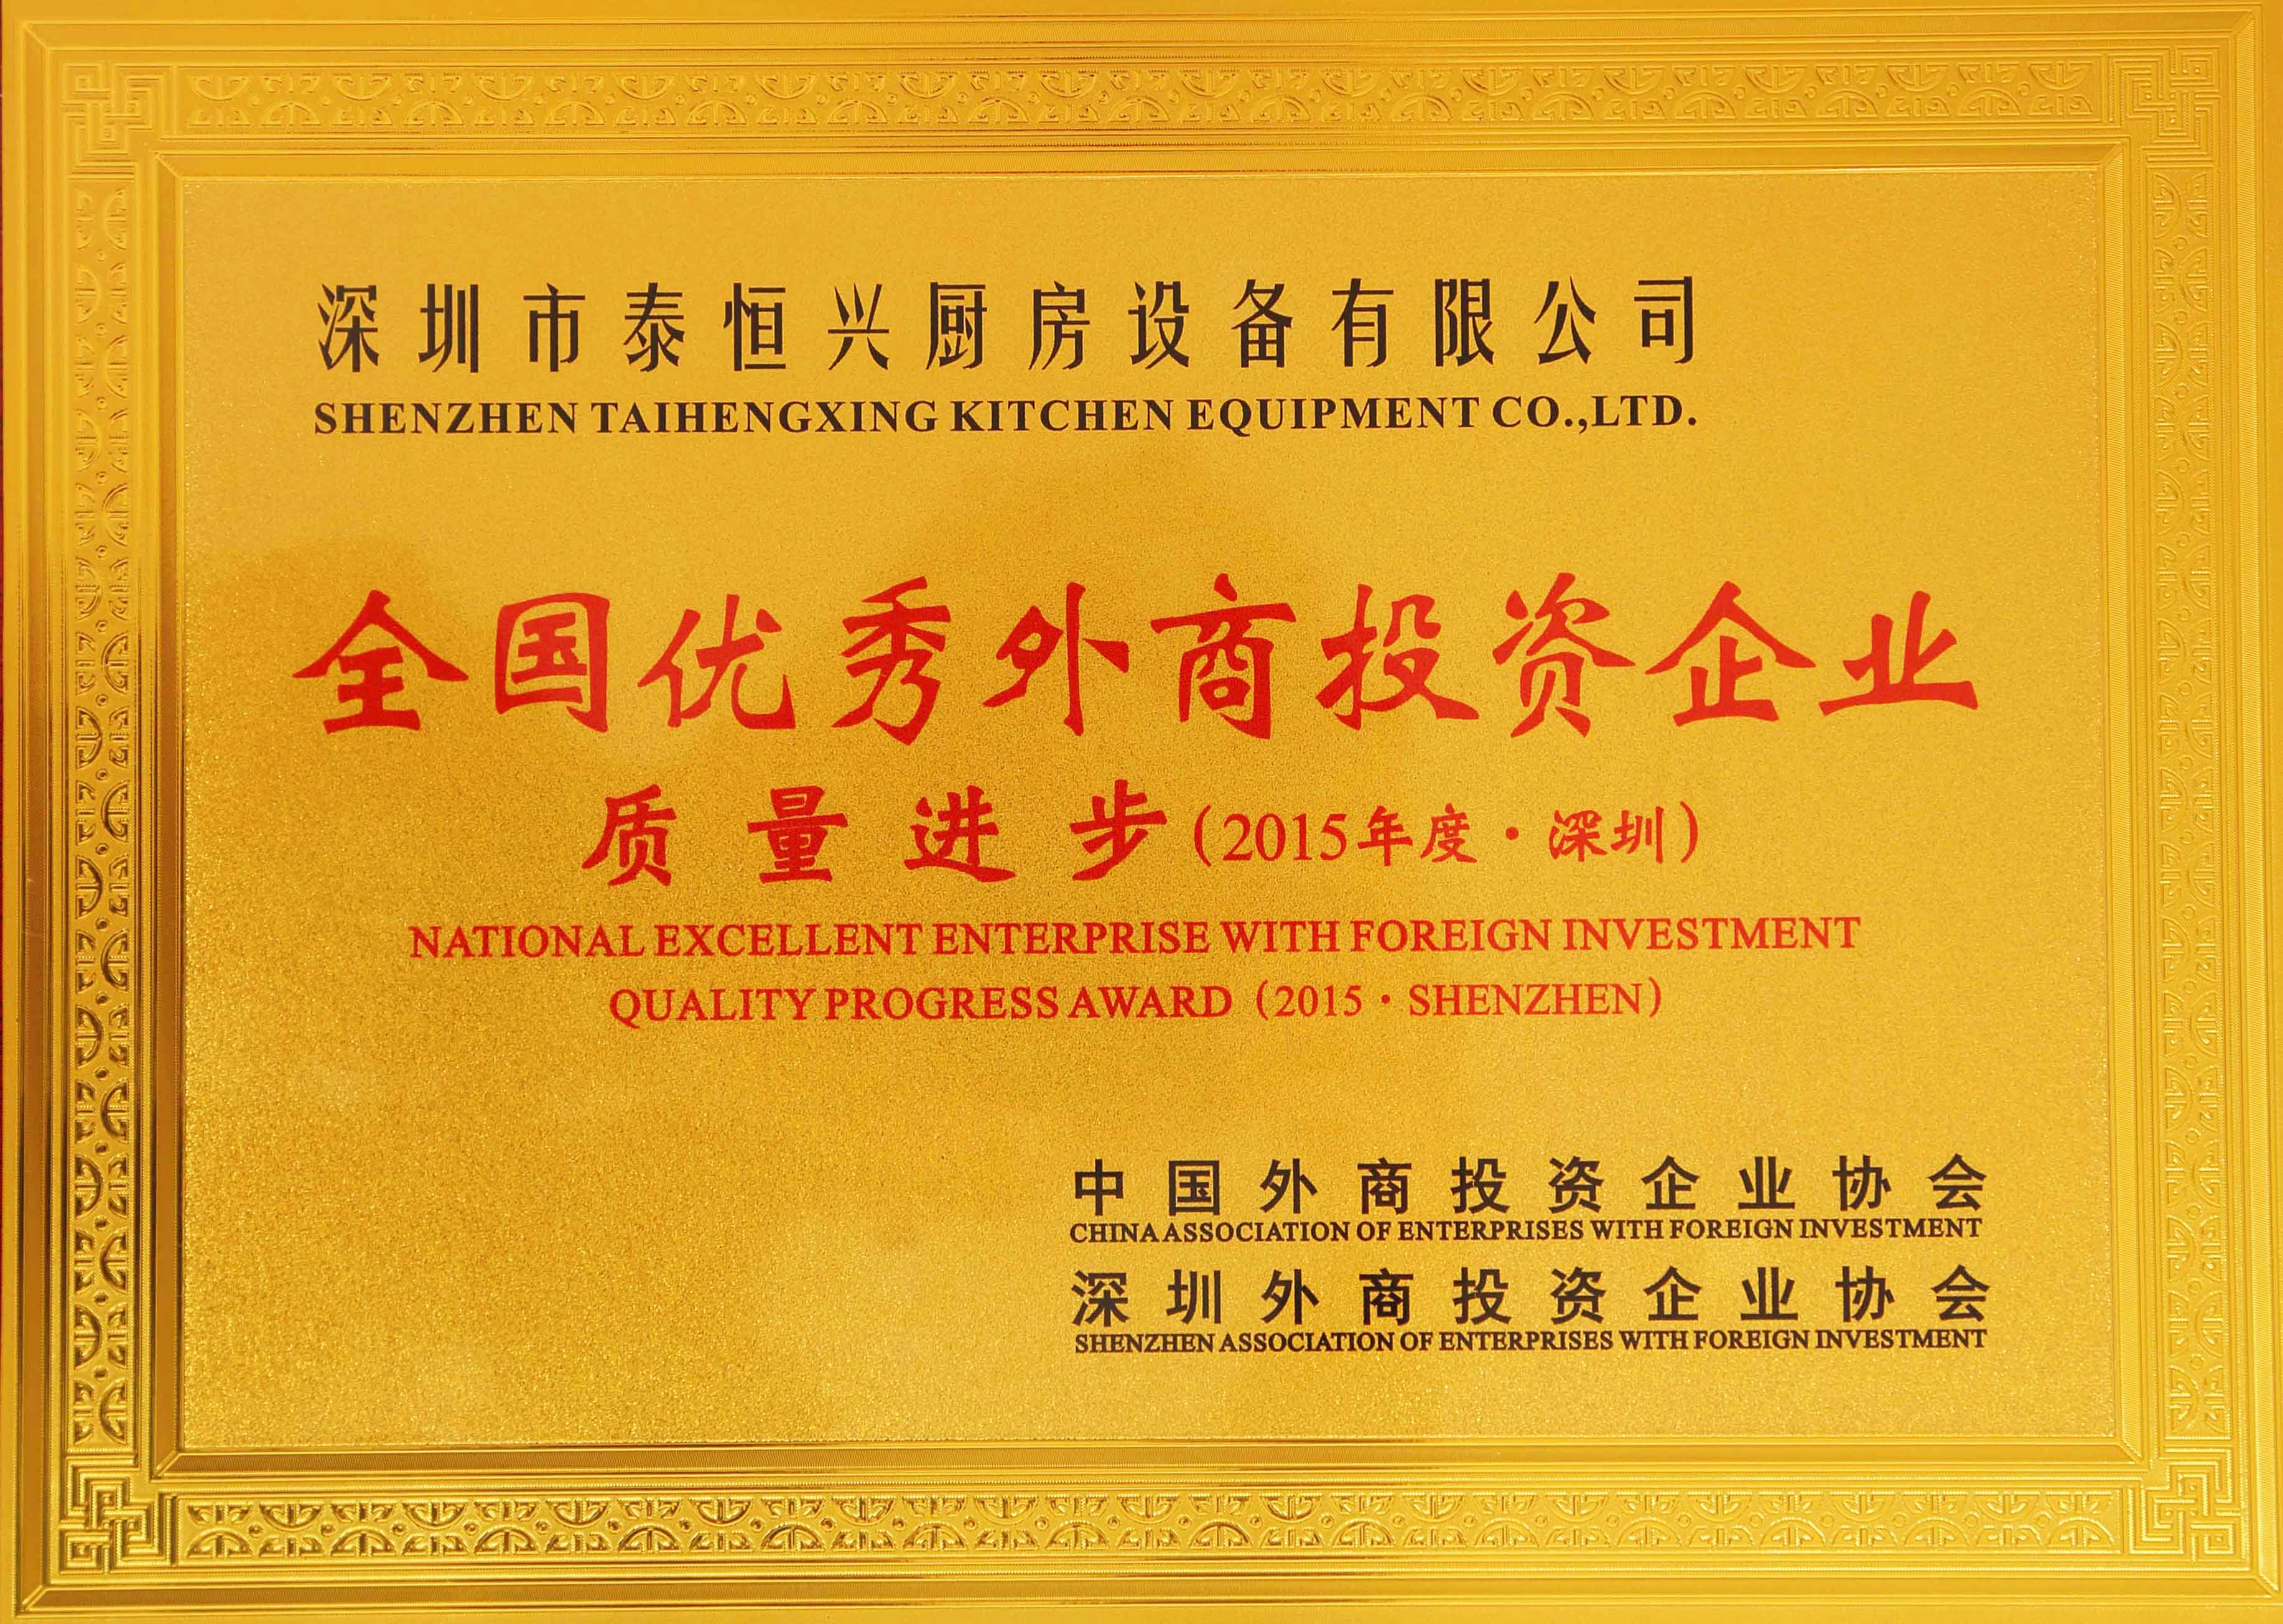 深圳市泰恒兴厨房设备有限公司
SHENZHEN TAIHENGXING KITCHEN EQUIPMENT CO.,LTD.
全国优秀外商投资企业
质量进步(2015年度·深圳)
NATIONAL EXCELLENT ENTERPRISE WITH FOREIGN INVESTMENT
QUALITY PROGRESS AWARD (2015·SHENZHEN)
中国外商投资企业协会
CHINA ASSOCIATION OF ENTERPRISES WITH FOREIGN INVESTMENT
深圳外商投资企业协会
SHENZHEN ASSOCIATION OF ENTERPRISES WITH FOREIGN INVESTMENT